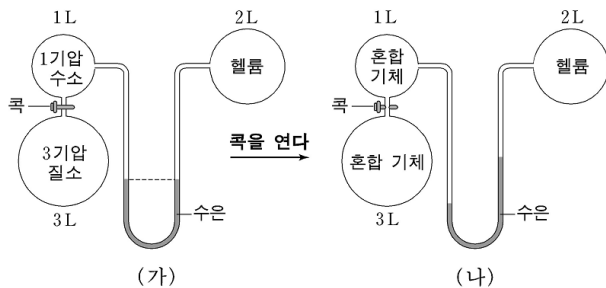 1L
2L
1기압
수소
헬륨
콕
3기압
질소
3L
수은
(가)
콕을 연다
1L
2L
혼합
기체
헬륨
콕
혼합 기체
3L
수은
(나)